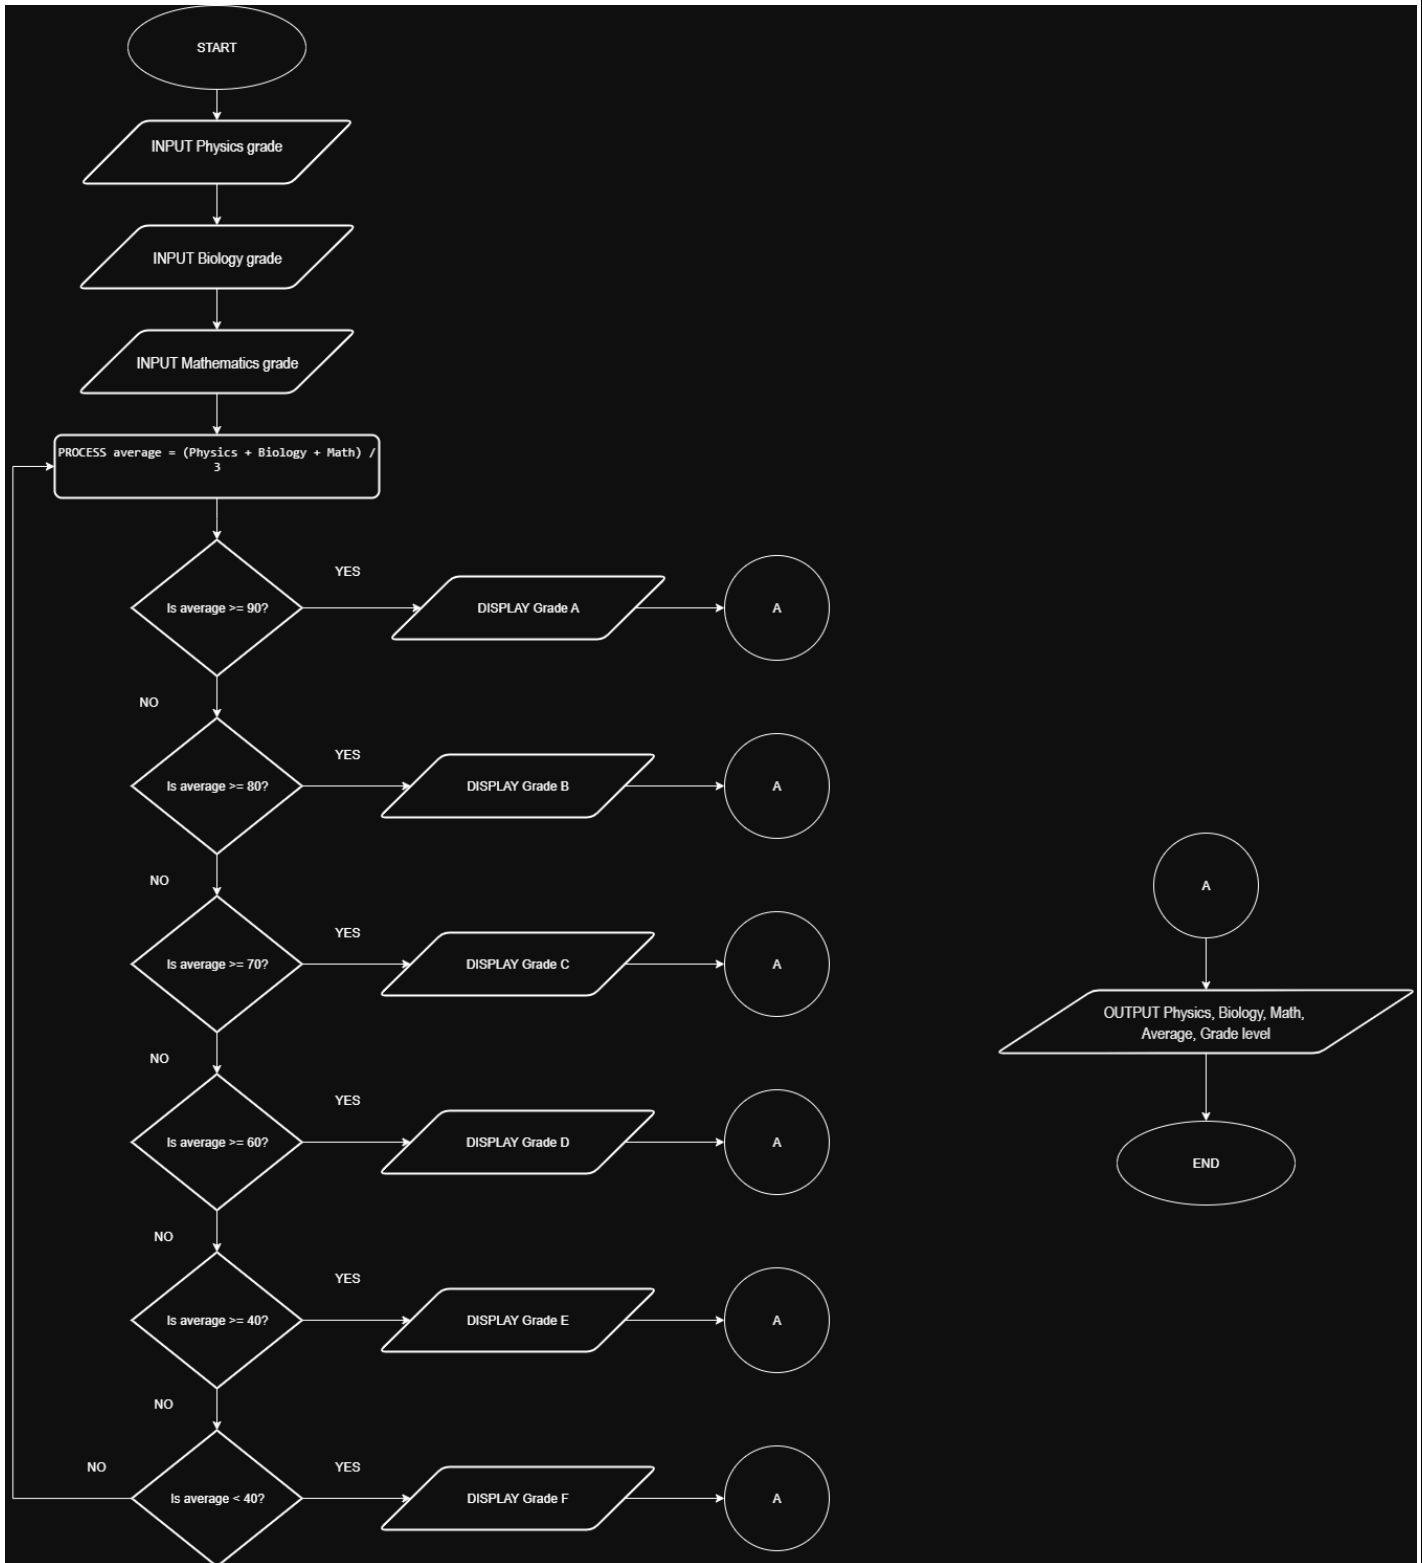 START
INPUT Physics grade
INPUT Biology grade
INPUT Mathematics grade
PROCESS average = (Physics + Biology + Math) /
3
Is average >= 90?
YES
DISPLAY Grade A
A
NO
Is average >= 80?
YES
DISPLAY Grade B
A
NO
Is average >= 70?
YES
DISPLAY Grade C
A
NO
Is average >= 60?
YES
DISPLAY Grade D
A
NO
Is average >= 40?
YES
DISPLAY Grade E
A
NO
Is average < 40?
NO
YES
DISPLAY Grade F
A
A
OUTPUT Physics, Biology, Math,
Average, Grade level
END